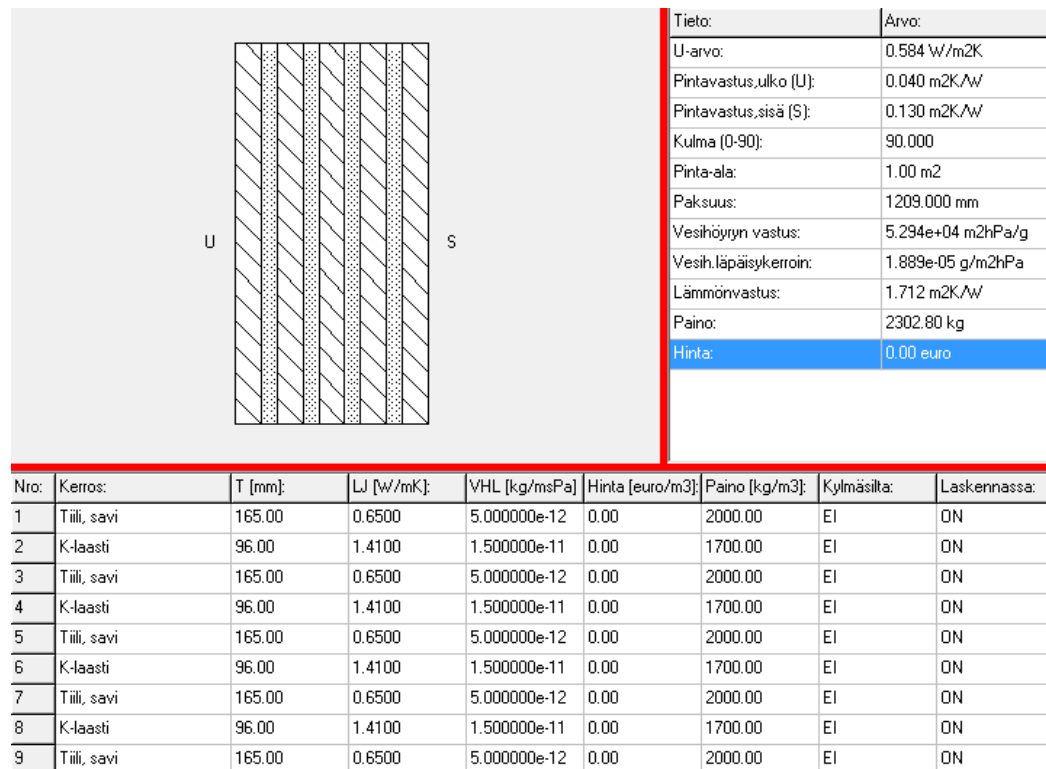 Tieto: Arvo:
U-arvo: 0.584 W/m2K
Pintavastus,ulko (U): 0.040 m2K/W
Pintavastus,sisä (S): 0.130 m2K/W
Kulma (0-90): 90.000
Pinta-ala: 1.00 m2
Paksuus: 1209.000 mm
Vesihöyryn vastus: 5.294e+04 m2hPa/g
Vesih.läpäisykerroin: 1.889e-05 g/m2hPa
Lämmönvastus: 1.712 m2K/W
Paino: 2302.80 kg
Hinta: 0.00 euro
U S
Nro: Kerros: T [mm]: LJ [W/mK]: VHL [kg/msPa] Hinta [euro/m3]: Paino [kg/m3]: Kylmäsilta: Laskennassa:
1 Tiili, savi 165.00 0.6500 5.000000e-12 0.00 2000.00 EI ON
2 K-laasti 96.00 1.4100 1.500000e-11 0.00 1700.00 EI ON
3 Tiili, savi 165.00 0.6500 5.000000e-12 0.00 2000.00 EI ON
4 K-laasti 96.00 1.4100 1.500000e-11 0.00 1700.00 EI ON
5 Tiili, savi 165.00 0.6500 5.000000e-12 0.00 2000.00 EI ON
6 K-laasti 96.00 1.4100 1.500000e-11 0.00 1700.00 EI ON
7 Tiili, savi 165.00 0.6500 5.000000e-12 0.00 2000.00 EI ON
8 K-laasti 96.00 1.4100 1.500000e-11 0.00 1700.00 EI ON
9 Tiili, savi 165.00 0.6500 5.000000e-12 0.00 2000.00 EI ON